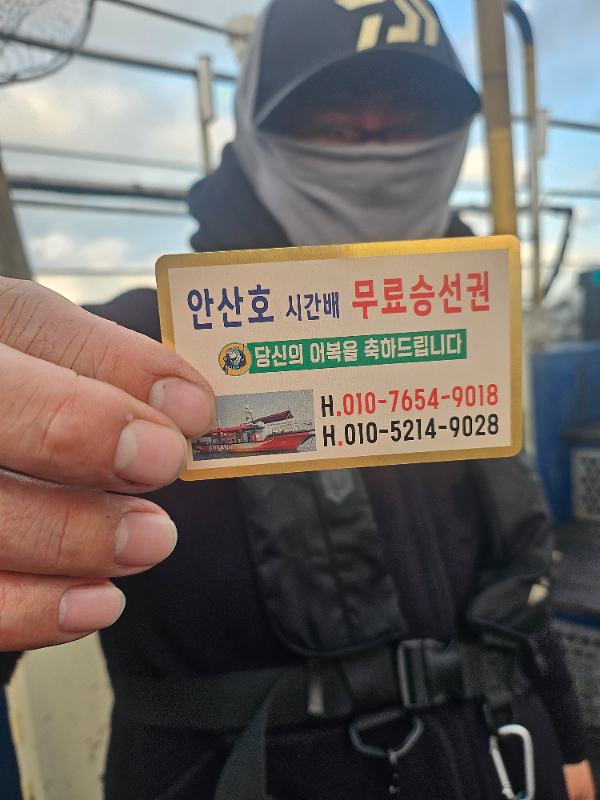 안산호 시간배 무료승선권
당신의 어복을 축하드립니다
H.010-7654-9018
H.010-5214-9028